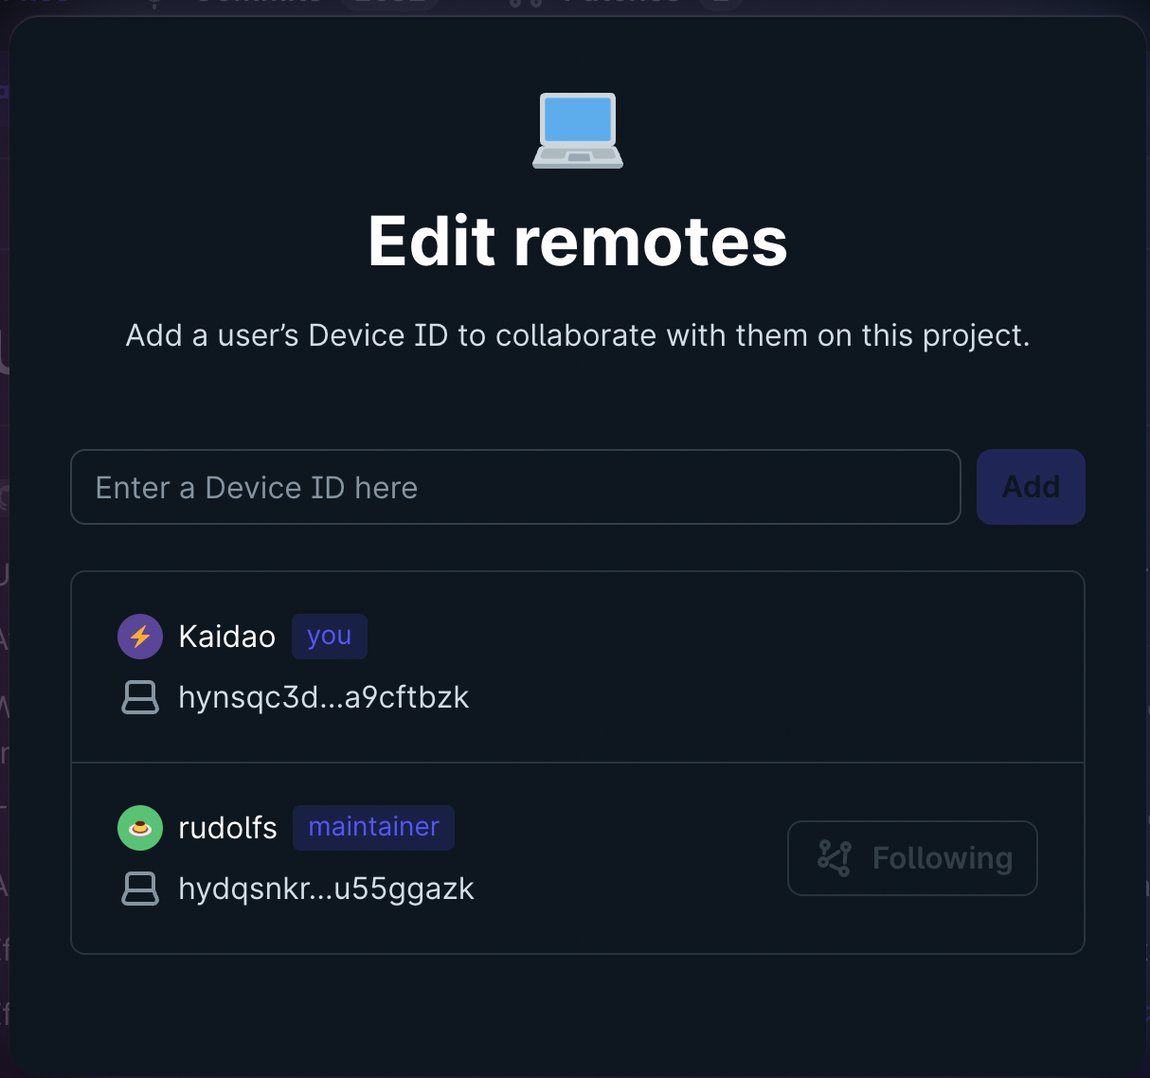 Edit remotes
Add a user’s Device ID to collaborate with them on this project.
Enter a Device ID here
Add
Kaidao you
hynsqc3d…a9cftbzk
rudolfs maintainer
hydqsnkr…u55ggazk
Following